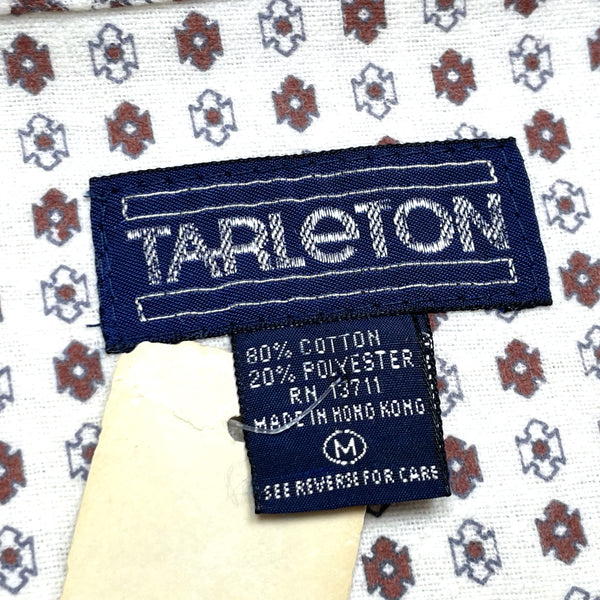 TARLeTON
80% COTTON
20% POLYESTER
RN 13711
MADE IN HONG KONG
M
SEE REVERSE FOR CARE